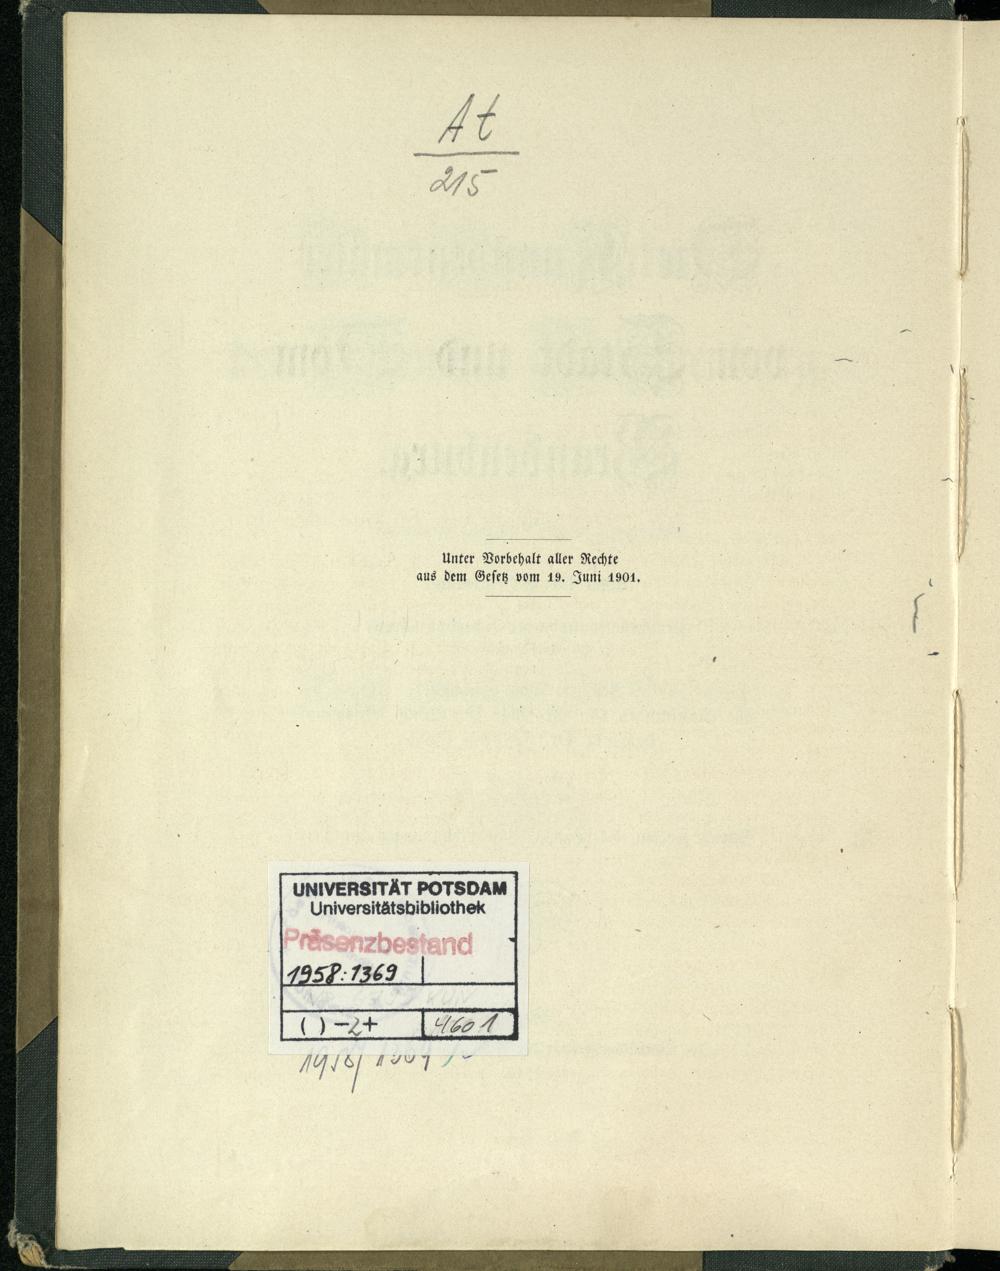 At
215
Unter Vorbehalt aller Rechte
aus dem Gesetz vom 19. Juni 1901.
UNIVERSITÄT POTSDAM
Universitätsbibliothek
Präsenzbestand
1958:1369
( ) -2+
4601